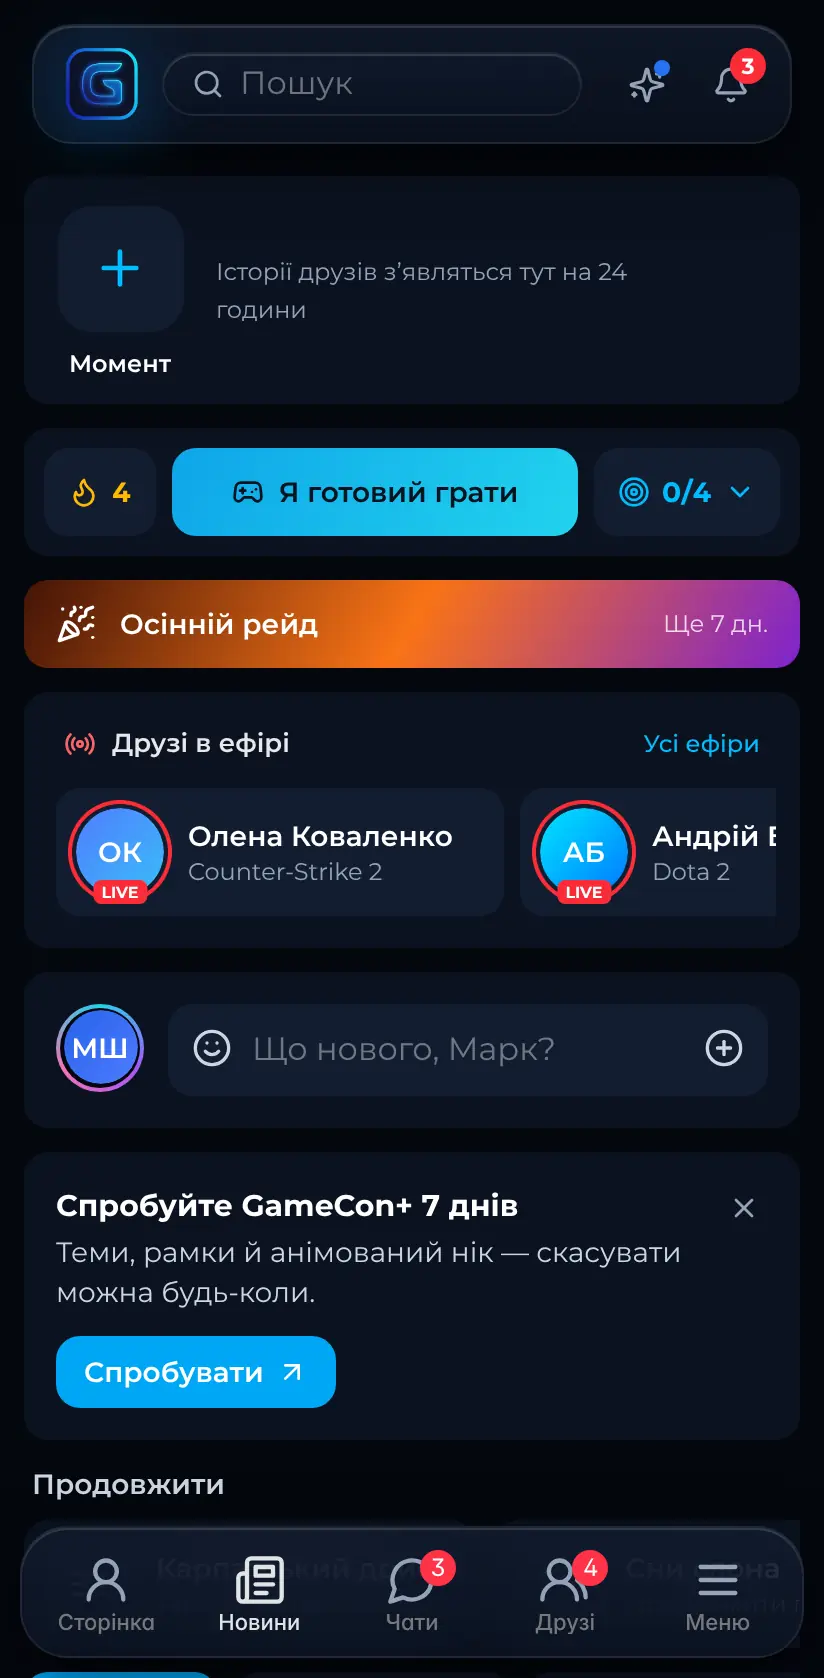 G
Пошук
3
Історії друзів з’являться тут на 24
години
Момент
4
Я готовий грати
0/4
Осінній рейд
Ще 7 дн.
Друзі в ефірі
Усі ефіри
ОК
LIVE
Олена Коваленко
Counter-Strike 2
АБ
LIVE
Андрій
Dota 2
МШ
Що нового, Марк?
Спробуйте GameCon+ 7 днів
Теми, рамки й анімований нік — скасувати
можна будь-коли.
Спробувати
Продовжити
Сторінка
Новини
3
Чати
4
Друзі
Меню